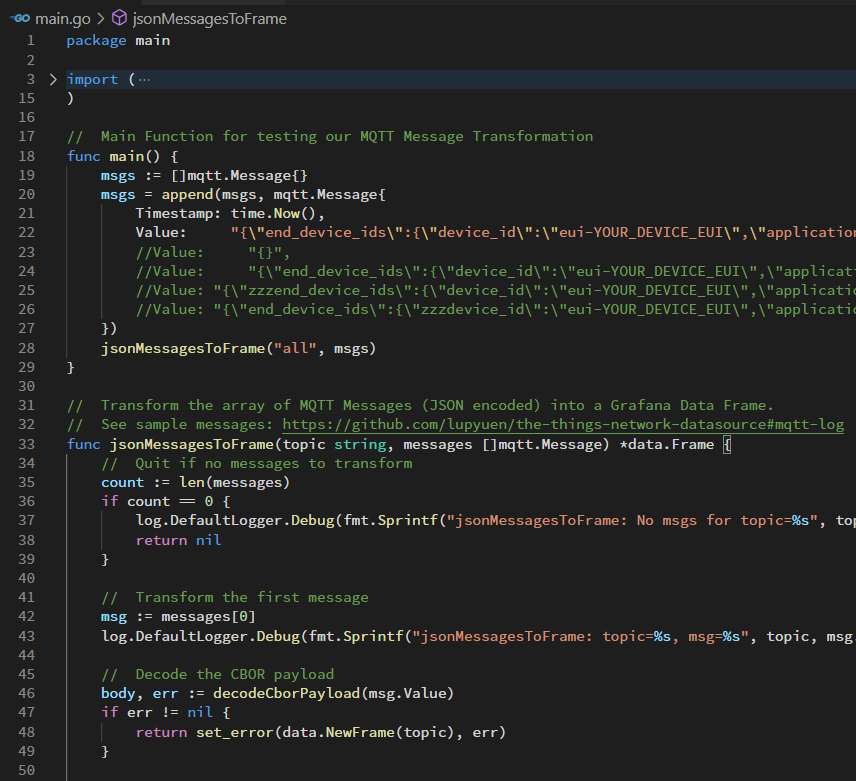 GO main.go > jsonMessagesToFrame
1 package main
2
3 > import ( ···
15 )
16
17 //  Main Function for testing our MQTT Message Transformation
18 func main() {
19     msgs := []mqtt.Message{}
20     msgs = append(msgs, mqtt.Message{
21         Timestamp: time.Now(),
22         Value:     "{\"end_device_ids\":{\"device_id\":\"eui-YOUR_DEVICE_EUI\",\"application
23         //Value:     "{}",
24         //Value:     "{\"end_device_ids\":{\"device_id\":\"eui-YOUR_DEVICE_EUI\",\"applicati
25         //Value: "{\"zzzend_device_ids\":{\"device_id\":\"eui-YOUR_DEVICE_EUI\",\"applicatio
26         //Value: "{\"end_device_ids\":{\"zzzdevice_id\":\"eui-YOUR_DEVICE_EUI\",\"applicatio
27     })
28     jsonMessagesToFrame("all", msgs)
29 }
30
31 //  Transform the array of MQTT Messages (JSON encoded) into a Grafana Data Frame.
32 //  See sample messages: https://github.com/lupyuen/the-things-network-datasource#mqtt-log
33 func jsonMessagesToFrame(topic string, messages []mqtt.Message) *data.Frame {
34     //  Quit if no messages to transform
35     count := len(messages)
36     if count == 0 {
37         log.DefaultLogger.Debug(fmt.Sprintf("jsonMessagesToFrame: No msgs for topic=%s", top
38         return nil
39     }
40
41     //  Transform the first message
42     msg := messages[0]
43     log.DefaultLogger.Debug(fmt.Sprintf("jsonMessagesToFrame: topic=%s, msg=%s", topic, msg.
44
45     //  Decode the CBOR payload
46     body, err := decodeCborPayload(msg.Value)
47     if err != nil {
48         return set_error(data.NewFrame(topic), err)
49     }
50